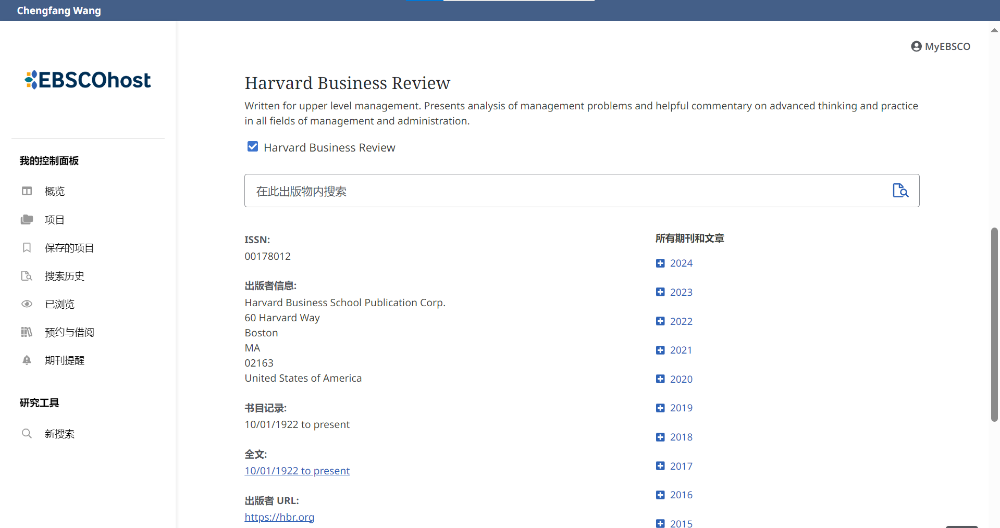 Chengfang Wang
MyEBSCO
EBSCOhost
我的控制面板
概览
项目
保存的项目
搜索历史
已浏览
预约与借阅
期刊提醒
研究工具
新搜索
Harvard Business Review
Written for upper level management. Presents analysis of management problems and helpful commentary on advanced thinking and practice
in all fields of management and administration.
Harvard Business Review
在此出版物内搜索
ISSN:
00178012
出版者信息:
Harvard Business School Publication Corp.
60 Harvard Way
Boston
MA
02163
United States of America
书目记录:
10/01/1922 to present
全文:
10/01/1922 to present
出版者 URL:
https://hbr.org
所有期刊和文章
2024
2023
2022
2021
2020
2019
2018
2017
2016
2015